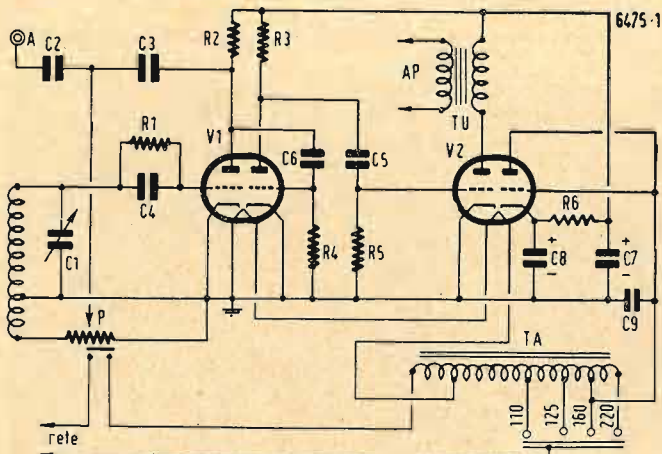 6475-1
A
C2
C3
R2
R3
AP
TU
R1
V1
V2
C6
C5
C4
R6
C1
R4
R5
C8
+
-
C7
+
-
C9
P
TA
rete
110
125
160
220